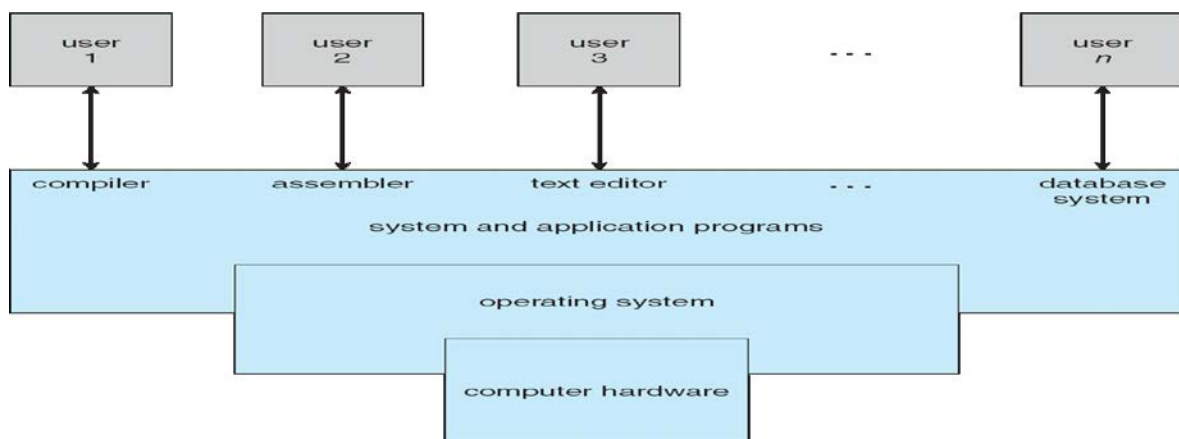 user
1
user
2
user
3
. . .
user
n
compiler
assembler
text editor
. . .
database
system
system and application programs
operating system
computer hardware